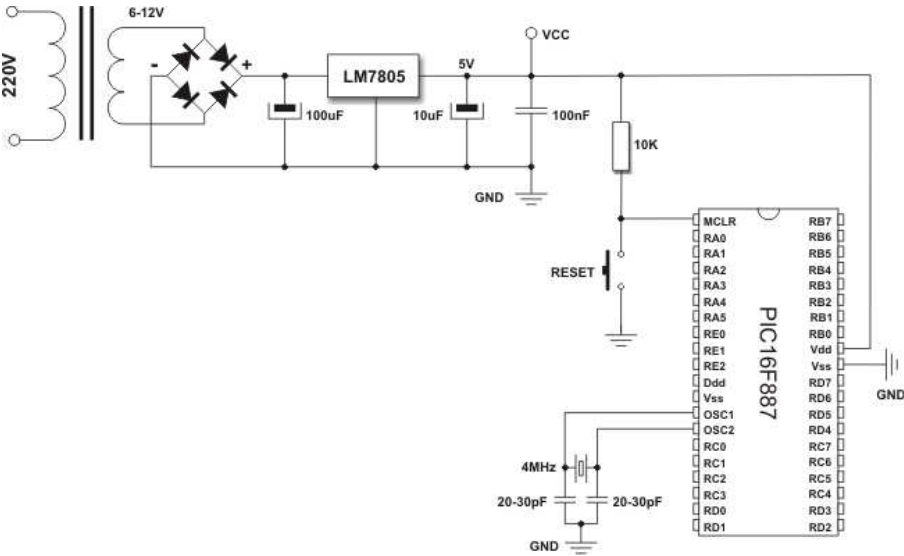 6-12V
220V
-
+
LM7805
5V
VCC
100uF
10uF
100nF
10K
GND
RESET
MCLR
RA0
RA1
RA2
RA3
RA4
RA5
RE0
RE1
RE2
Ddd
Vss
OSC1
OSC2
RC0
RC1
RC2
RC3
RD0
RD1
PIC16F887
RB7
RB6
RB5
RB4
RB3
RB2
RB1
RB0
Vdd
Vss
RD7
RD6
RD5
RD4
RC7
RC6
RC5
RC4
RD3
RD2
GND
4MHz
20-30pF
20-30pF
GND